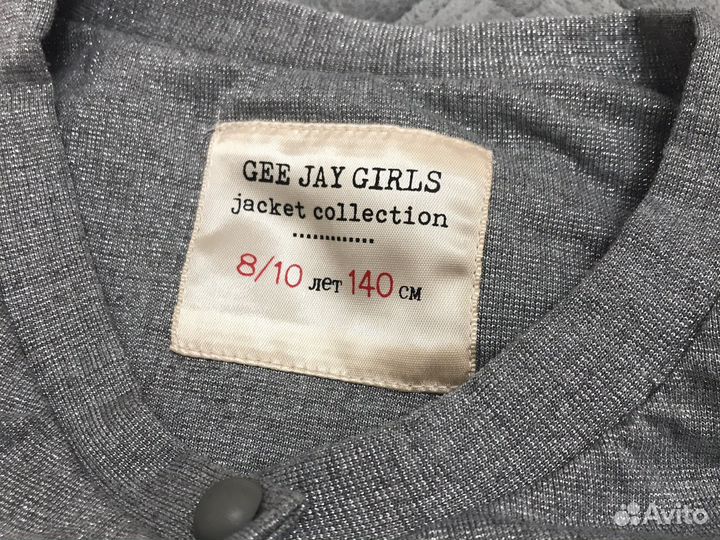 GEE JAY GIRLS
jacket collection
.............
8/10 лет 140 см
Avito